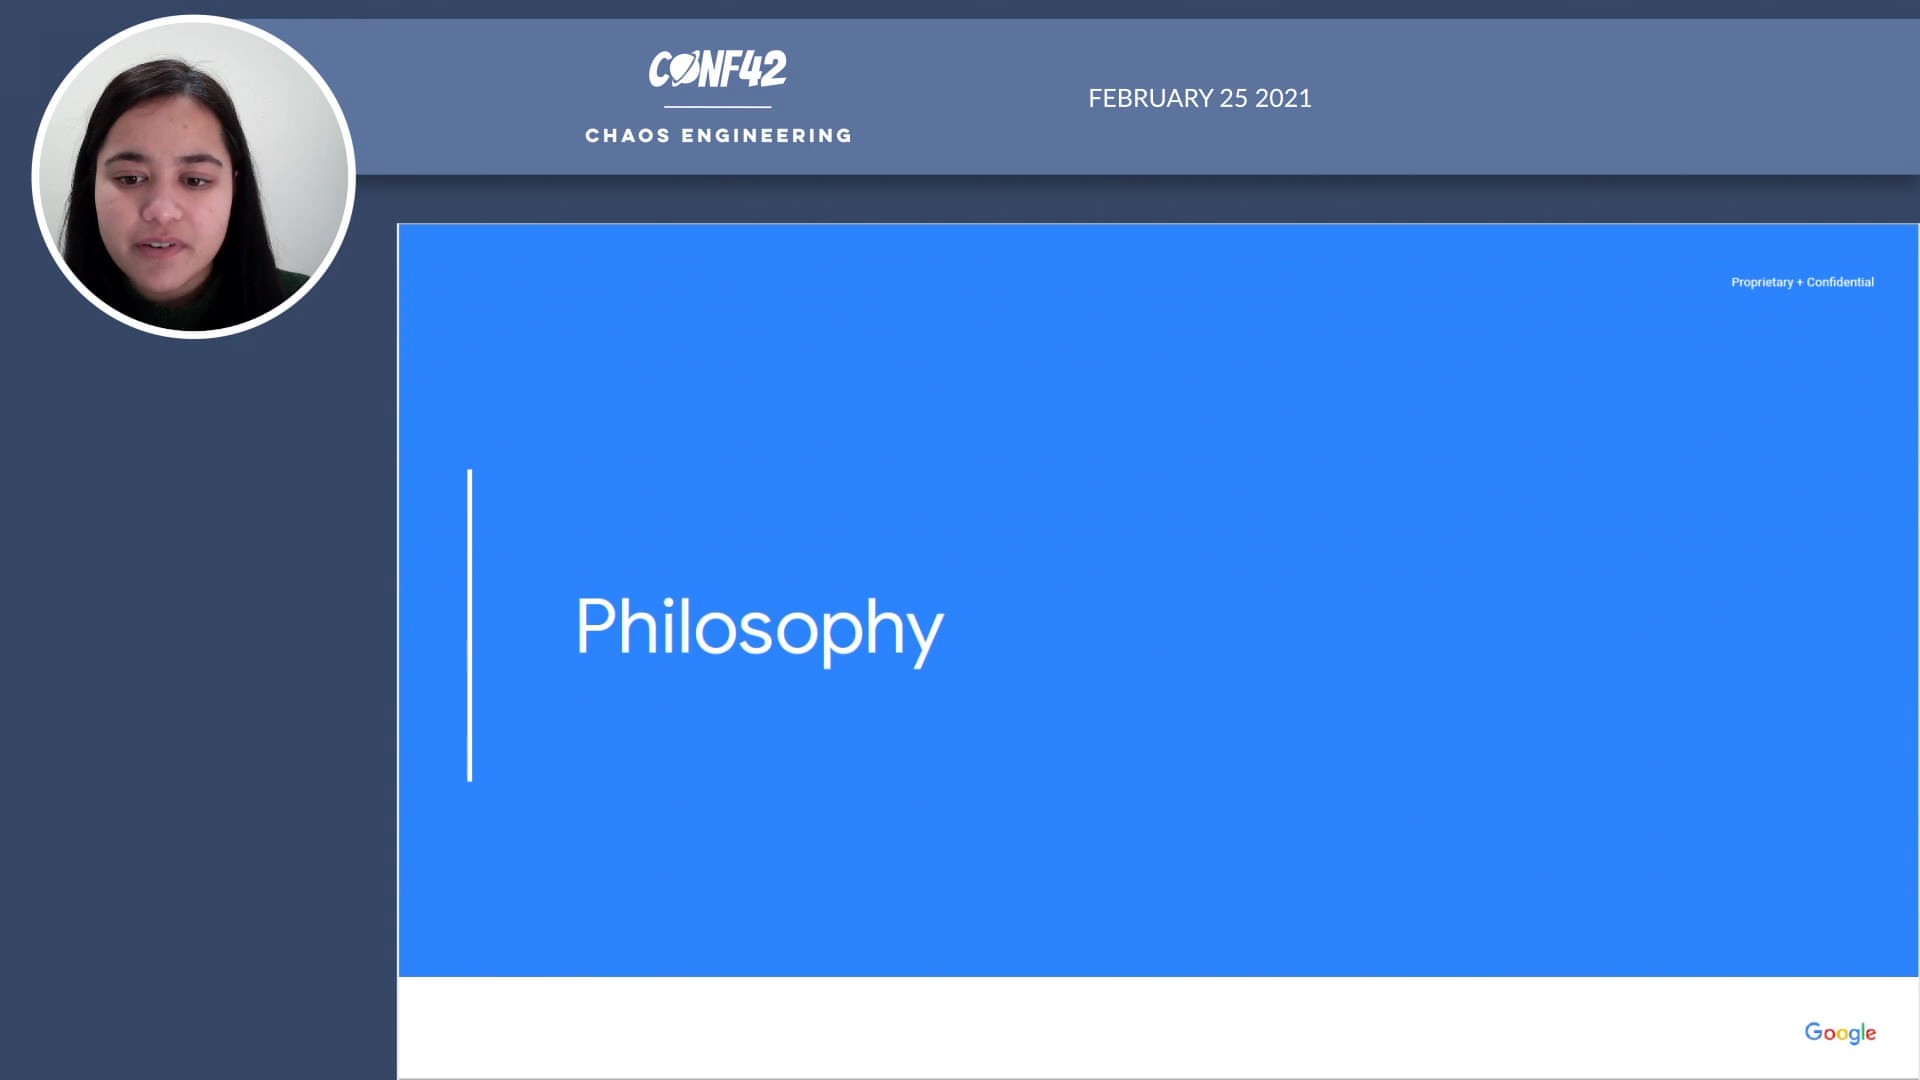 CONF42
CHAOS ENGINEERING
FEBRUARY 25 2021
Proprietary + Confidential
Philosophy
Google